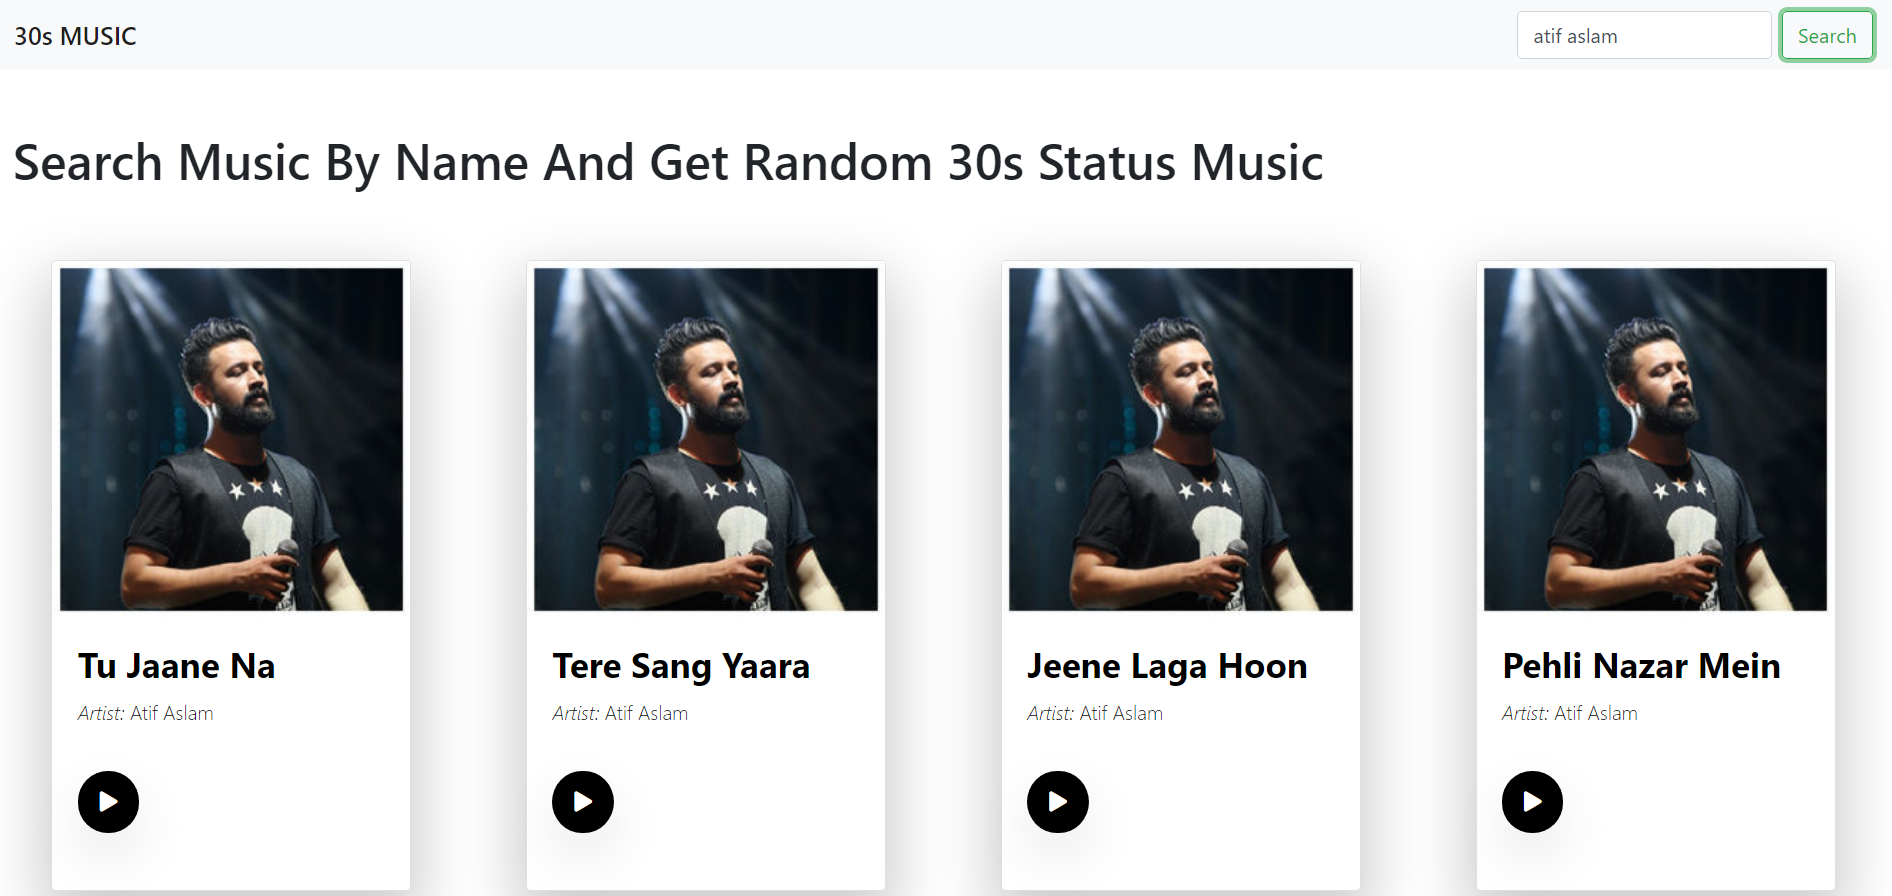 30s MUSIC
atif aslam
Search
Search Music By Name And Get Random 30s Status Music
Tu Jaane Na
Artist: Atif Aslam
Tere Sang Yaara
Artist: Atif Aslam
Jeene Laga Hoon
Artist: Atif Aslam
Pehli Nazar Mein
Artist: Atif Aslam